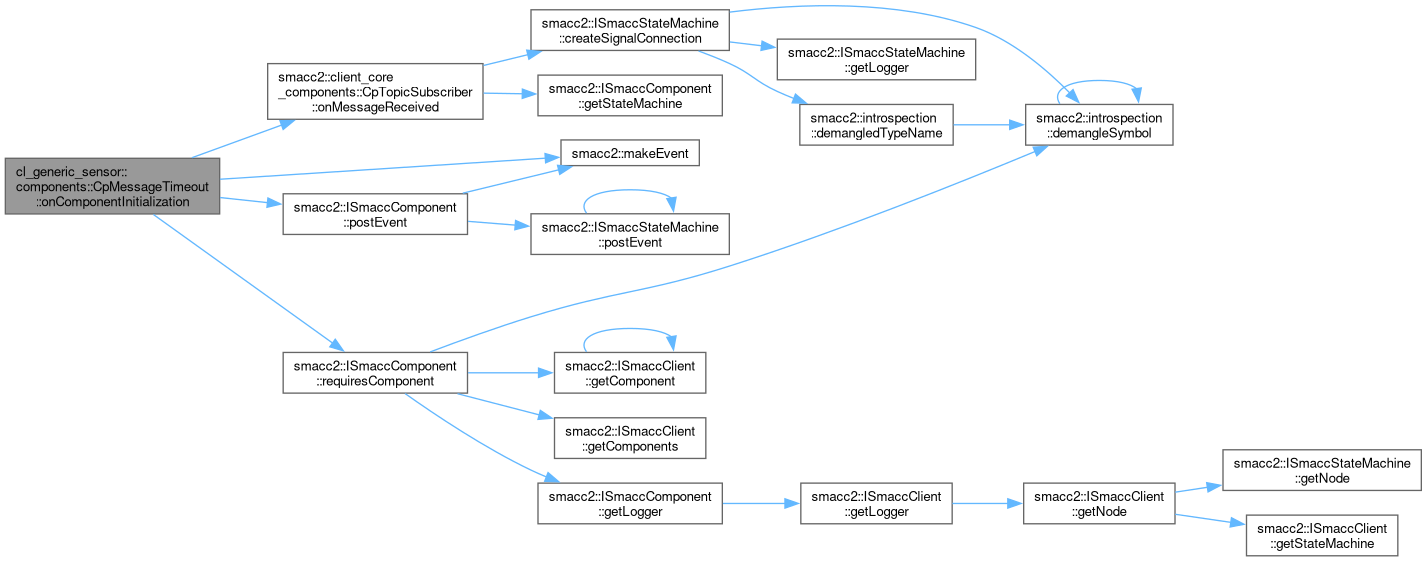 cl_generic_sensor::
components::CpMessageTimeout
::onComponentInitialization
smacc2::client_core
_components::CpTopicSubscriber
::onMessageReceived
smacc2::ISmaccStateMachine
::createSignalConnection
smacc2::ISmaccStateMachine
::getLogger
smacc2::ISmaccComponent
::getStateMachine
smacc2::introspection
::demangledTypeName
smacc2::introspection
::demangleSymbol
smacc2::makeEvent
smacc2::ISmaccComponent
::postEvent
smacc2::ISmaccStateMachine
::postEvent
smacc2::ISmaccComponent
::requiresComponent
smacc2::ISmaccClient
::getComponent
smacc2::ISmaccClient
::getComponents
smacc2::ISmaccComponent
::getLogger
smacc2::ISmaccClient
::getLogger
smacc2::ISmaccClient
::getNode
smacc2::ISmaccStateMachine
::getNode
smacc2::ISmaccClient
::getStateMachine